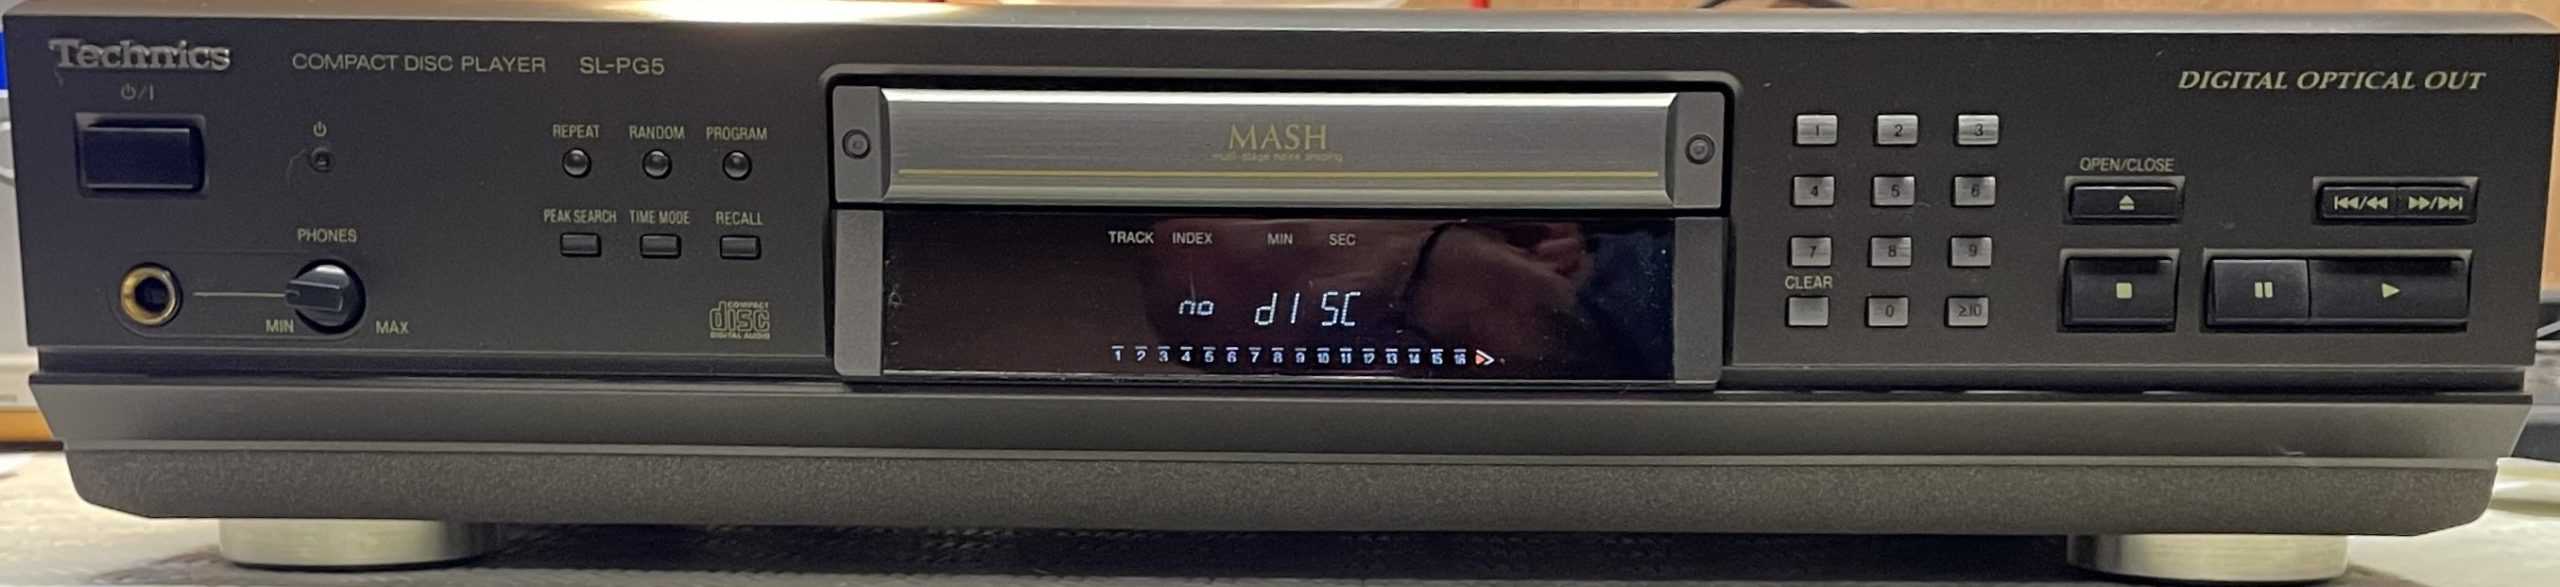 Technics
COMPACT DISC PLAYER SL-PG5
DIGITAL OPTICAL OUT
⏻/I
⏻
REPEAT RANDOM PROGRAM
PEAK SEARCH TIME MODE RECALL
PHONES
MIN MAX
COMPACT
disc
DIGITAL AUDIO
MASH
multi-stage noise shaping
TRACK INDEX MIN SEC
no dISC
1 2 3 4 5 6 7 8 9 10 11 12 13 14 15 16
1 2 3
4 5 6
7 8 9
CLEAR
0 ≥10
OPEN/CLOSE
⏏
⏮/◀◀ ▶▶/⏭
■ ⏸ ▶